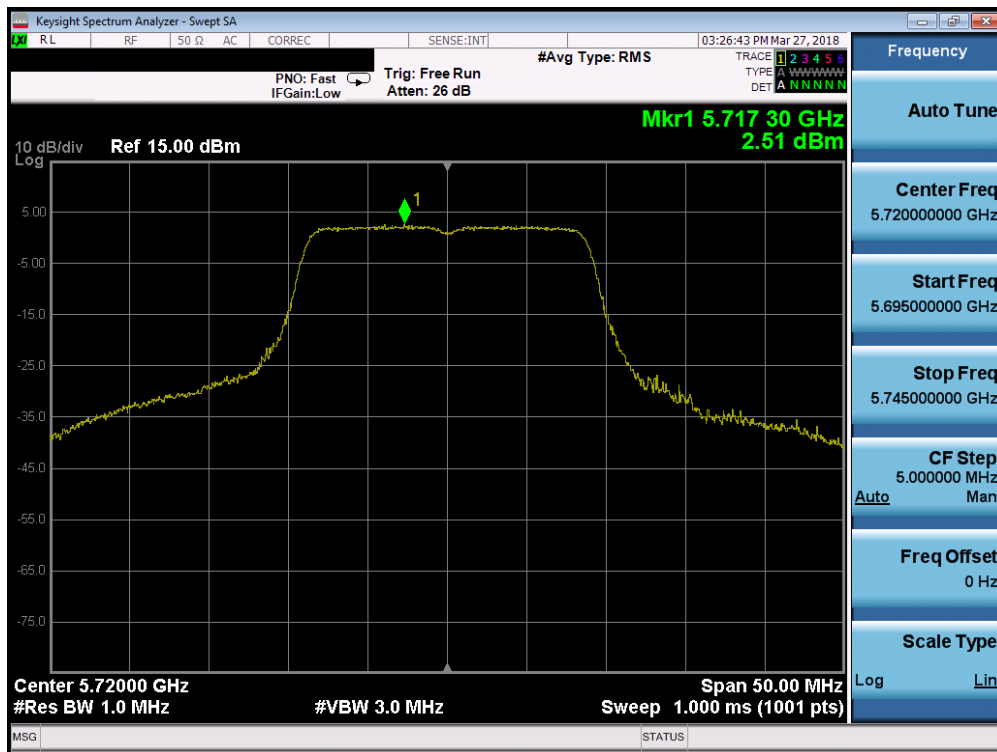 Keysight Spectrum Analyzer - Swept SA
LXI RL RF 50 Ω AC CORREC SENSE:INT 03:26:43 PM Mar 27, 2018
#Avg Type: RMS
TRACE 1 2 3 4 5 6
PNO: Fast Trig: Free Run TYPE A WWWWW
IFGain:Low Atten: 26 dB DET A N N N N N
Mkr1 5.717 30 GHz
2.51 dBm
10 dB/div Ref 15.00 dBm
Log
1
5.00
-5.00
-15.0
-25.0
-35.0
-45.0
-55.0
-65.0
-75.0
Center 5.72000 GHz Span 50.00 MHz
#Res BW 1.0 MHz #VBW 3.0 MHz Sweep 1.000 ms (1001 pts)
MSG STATUS
Frequency
Auto Tune
Center Freq
5.720000000 GHz
Start Freq
5.695000000 GHz
Stop Freq
5.745000000 GHz
CF Step
5.000000 MHz
Auto Man
Freq Offset
0 Hz
Scale Type
Log Lin